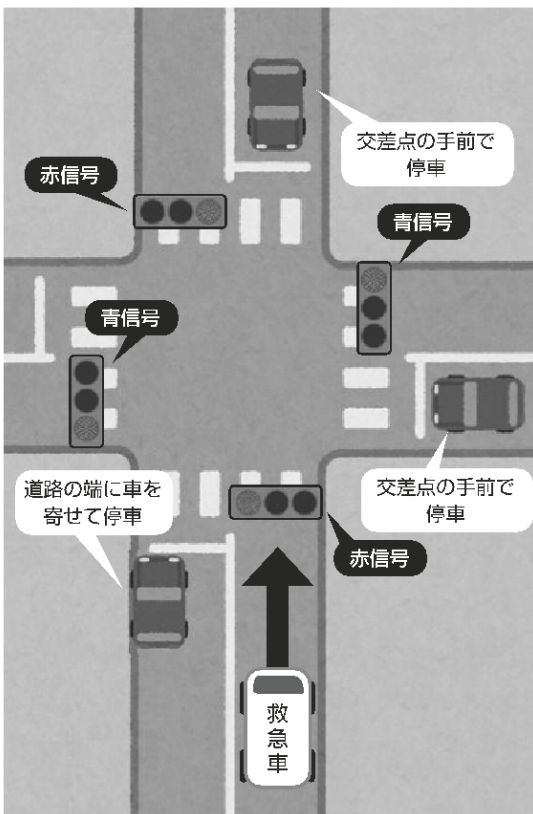 交差点の手前で
停車
赤信号
青信号
青信号
交差点の手前で
停車
道路の端に車を
寄せて停車
赤信号
救急車